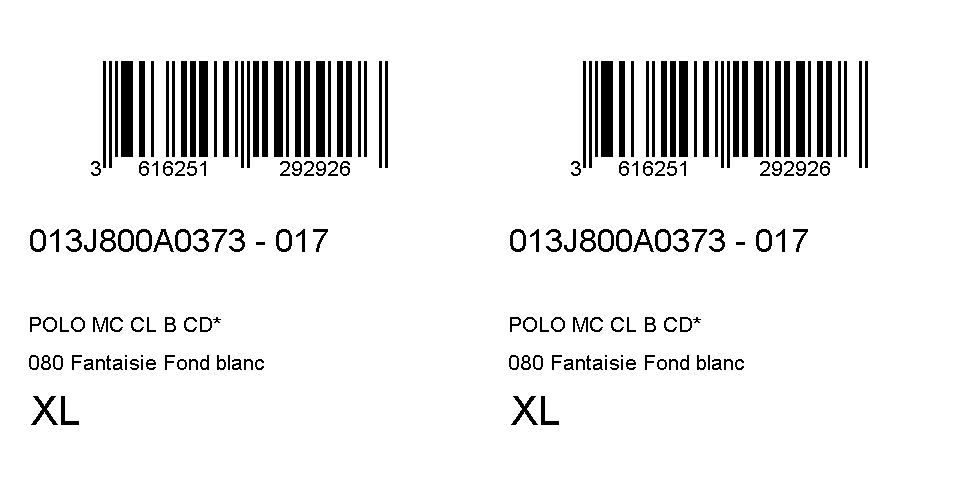 3 616251 292926
013J800A0373 - 017
POLO MC CL B CD*
080 Fantaisie Fond blanc
XL
3 616251 292926
013J800A0373 - 017
POLO MC CL B CD*
080 Fantaisie Fond blanc
XL